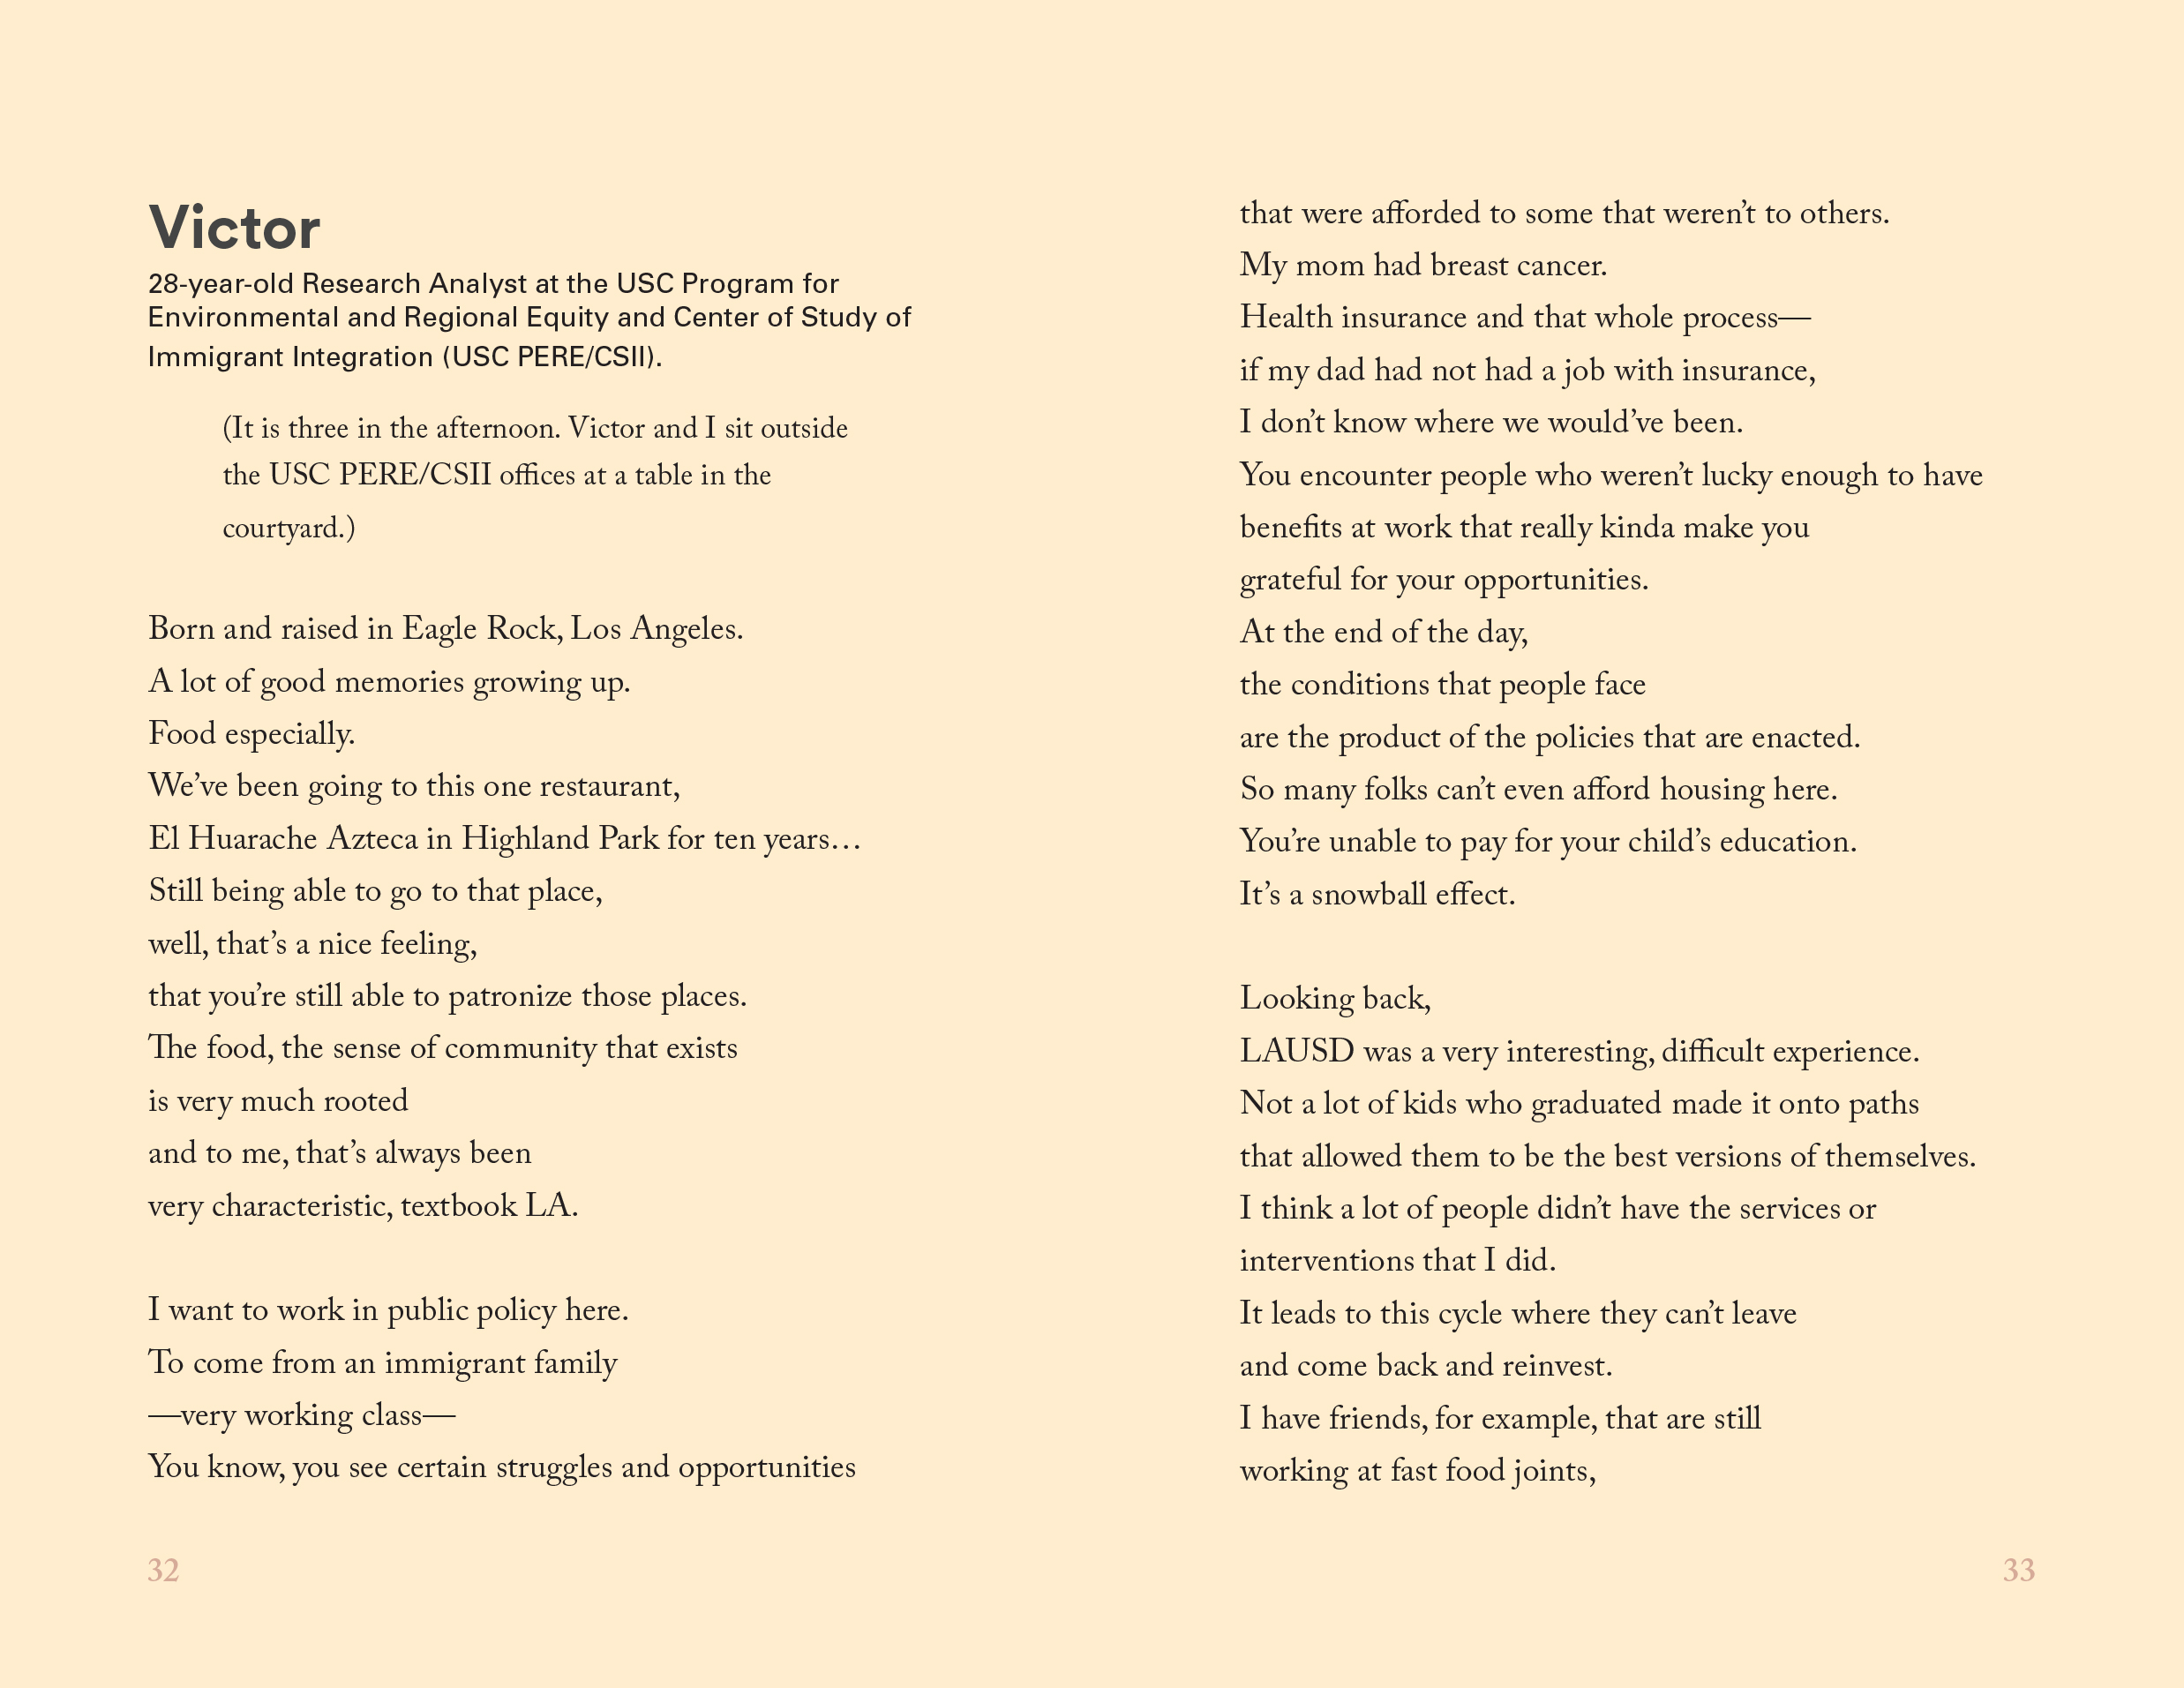 Victor
28-year-old Research Analyst at the USC Program for
Environmental and Regional Equity and Center of Study of
Immigrant Integration (USC PERE/CSII).
(It is three in the afternoon. Victor and I sit outside
the USC PERE/CSII offices at a table in the
courtyard.)
Born and raised in Eagle Rock, Los Angeles.
A lot of good memories growing up.
Food especially.
We’ve been going to this one restaurant,
El Huarache Azteca in Highland Park for ten years…
Still being able to go to that place,
well, that’s a nice feeling,
that you’re still able to patronize those places.
The food, the sense of community that exists
is very much rooted
and to me, that’s always been
very characteristic, textbook LA.
I want to work in public policy here.
To come from an immigrant family
—very working class—
You know, you see certain struggles and opportunities
32
that were afforded to some that weren’t to others.
My mom had breast cancer.
Health insurance and that whole process—
if my dad had not had a job with insurance,
I don’t know where we would’ve been.
You encounter people who weren’t lucky enough to have
benefits at work that really kinda make you
grateful for your opportunities.
At the end of the day,
the conditions that people face
are the product of the policies that are enacted.
So many folks can’t even afford housing here.
You’re unable to pay for your child’s education.
It’s a snowball effect.
Looking back,
LAUSD was a very interesting, difficult experience.
Not a lot of kids who graduated made it onto paths
that allowed them to be the best versions of themselves.
I think a lot of people didn’t have the services or
interventions that I did.
It leads to this cycle where they can’t leave
and come back and reinvest.
I have friends, for example, that are still
working at fast food joints,
33